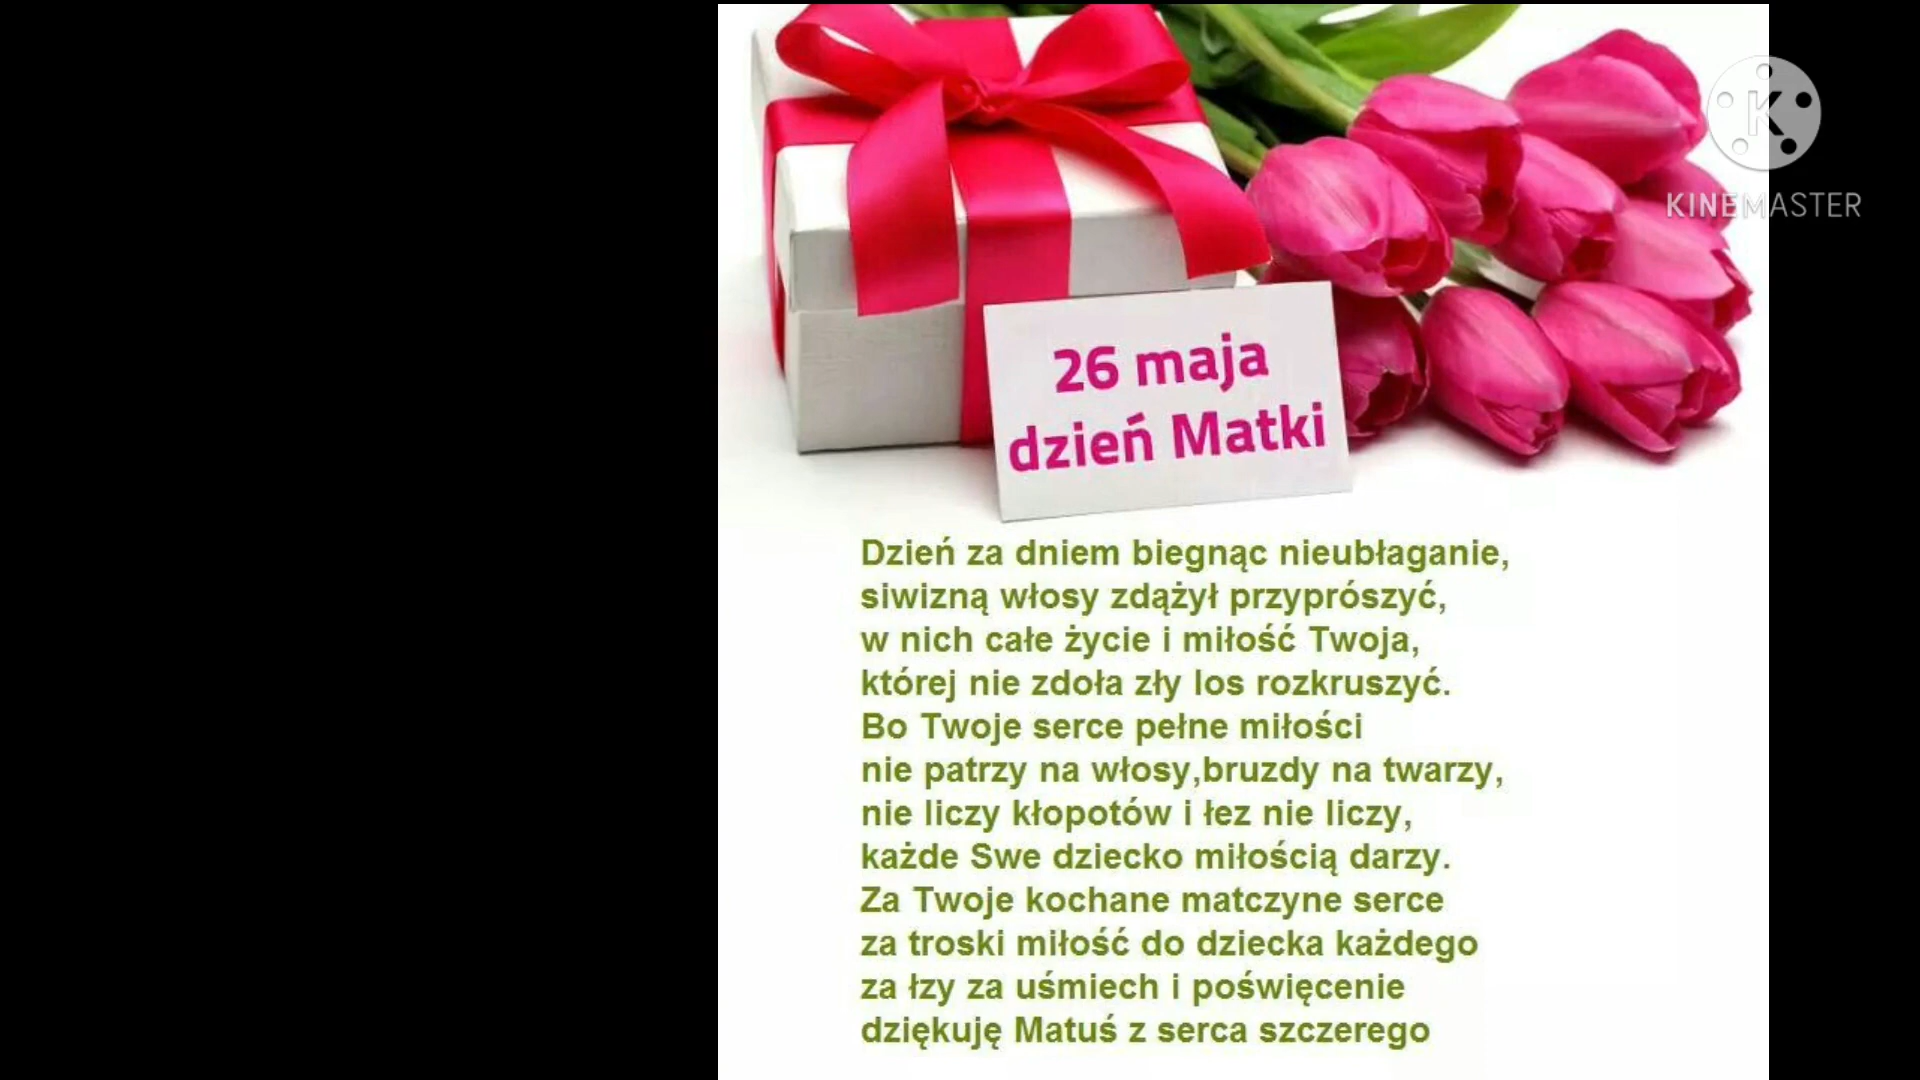 K
KINEMASTER
26 maja
dzień Matki
Dzień za dniem biegnąc nieubłaganie,
siwizną włosy zdążył przyprószyć,
w nich całe życie i miłość Twoja,
której nie zdoła zły los rozkruszyć.
Bo Twoje serce pełne miłości
nie patrzy na włosy,bruzdy na twarzy,
nie liczy kłopotów i łez nie liczy,
każde Swe dziecko miłością darzy.
Za Twoje kochane matczyne serce
za troski miłość do dziecka każdego
za łzy za uśmiech i poświęcenie
dziękuję Matuś z serca szczerego